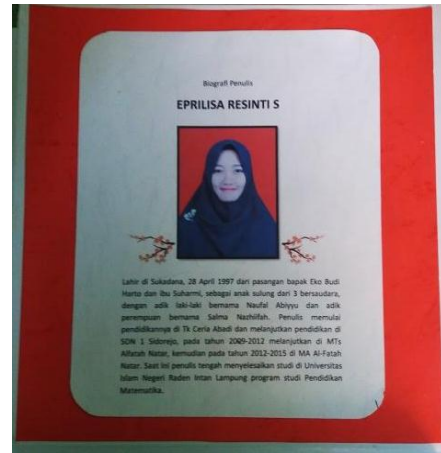 Biografi Penulis
EPRILISA RESINTI S
Lahir di Sukadana, 28 April 1997 dari pasangan bapak Eko Budi
Harto dan ibu Suharmi, sebagai anak sulung dari 3 bersaudara,
dengan adik laki-laki bernama Naufal Abiyyu dan adik
perempuan bernama Salma Nazhiifah. Penulis memulai
pendidikannya di Tk Ceria Abadi dan melanjutkan pendidikan di
SDN 1 Sidorejo, pada tahun 2009-2012 melanjutkan di MTs
Alfatah Natar, kemudian pada tahun 2012-2015 di MA Al-Fatah
Natar. Saat ini penulis tengah menyelesaikan studi di Universitas
Islam Negeri Raden Intan Lampung program studi Pendidikan
Matematika.